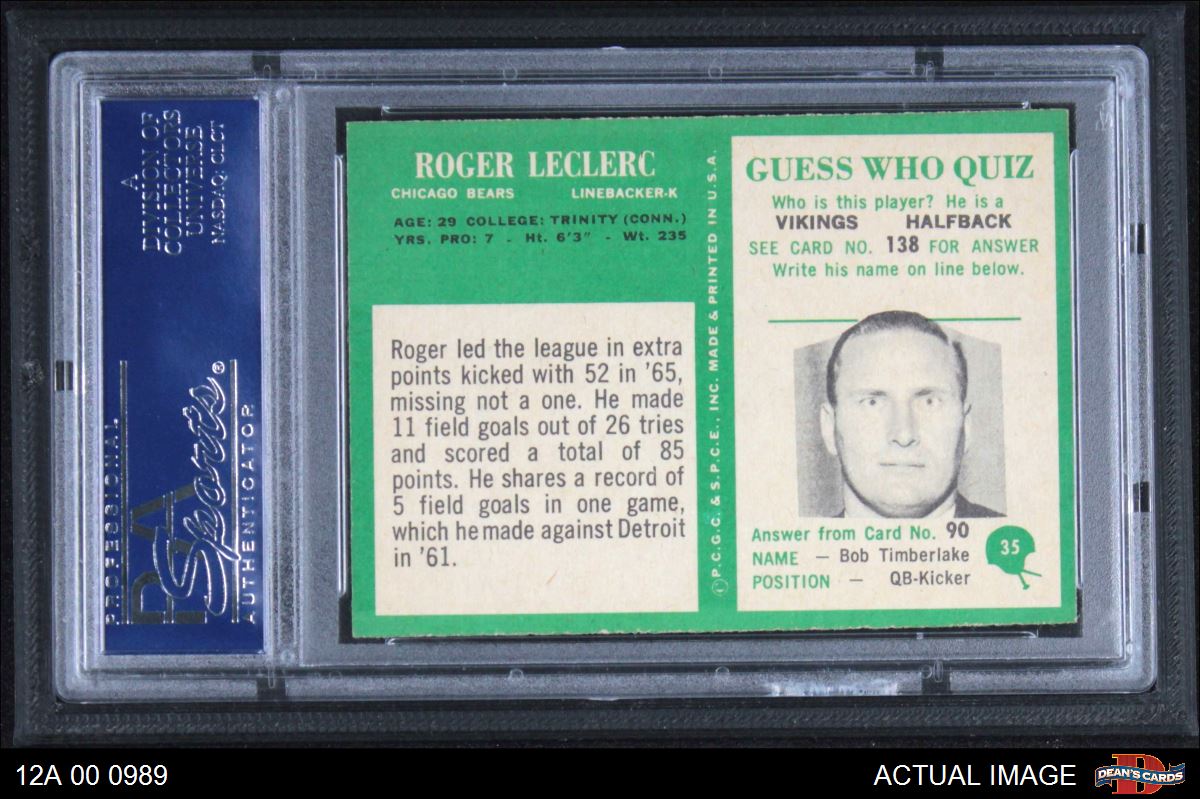 A
DIVISION OF
COLLECTORS
UNIVERSE
NASDAQ: CLCT
PROFESSIONAL
PSA
Sports®
AUTHENTICATOR
ROGER LECLERC
CHICAGO BEARS LINEBACKER-K
AGE: 29 COLLEGE: TRINITY (CONN.)
YRS. PRO: 7 - Ht. 6'3" - Wt. 235
Roger led the league in extra
points kicked with 52 in '65,
missing not a one. He made
11 field goals out of 26 tries
and scored a total of 85
points. He shares a record of
5 field goals in one game,
which he made against Detroit
in '61.
© P.C.G.C. & S.P.C.E., INC. MADE & PRINTED IN U.S.A.
GUESS WHO QUIZ
Who is this player? He is a
VIKINGS HALFBACK
SEE CARD NO. 138 FOR ANSWER
Write his name on line below.
Answer from Card No. 90
NAME — Bob Timberlake
POSITION — QB-Kicker
35
12A 00 0989
ACTUAL IMAGE
D
DEAN'S CARDS